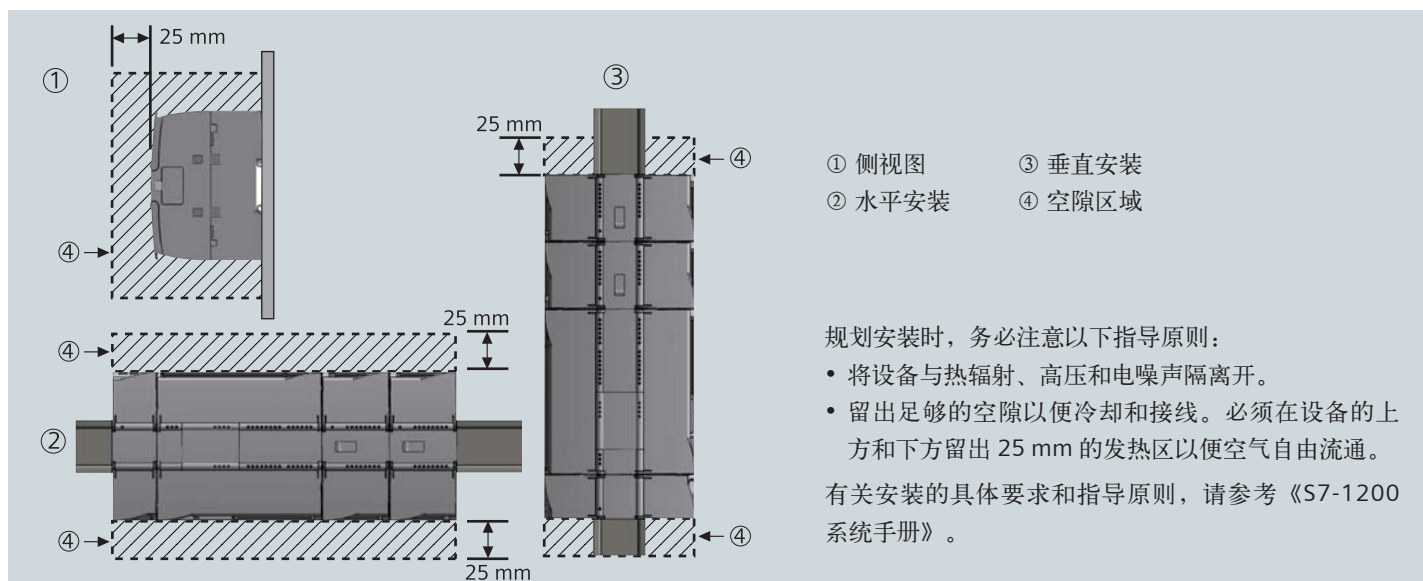 25 mm
①
③
25 mm
④
④
① 侧视图 ③ 垂直安装
② 水平安装 ④ 空隙区域
25 mm
④
②
④
25 mm
④
规划安装时，务必注意以下指导原则：
• 将设备与热辐射、高压和电噪声隔离开。
• 留出足够的空隙以便冷却和接线。必须在设备的上
方和下方留出 25 mm 的发热区以便空气自由流通。
有关安装的具体要求和指导原则，请参考《S7-1200
系统手册》。